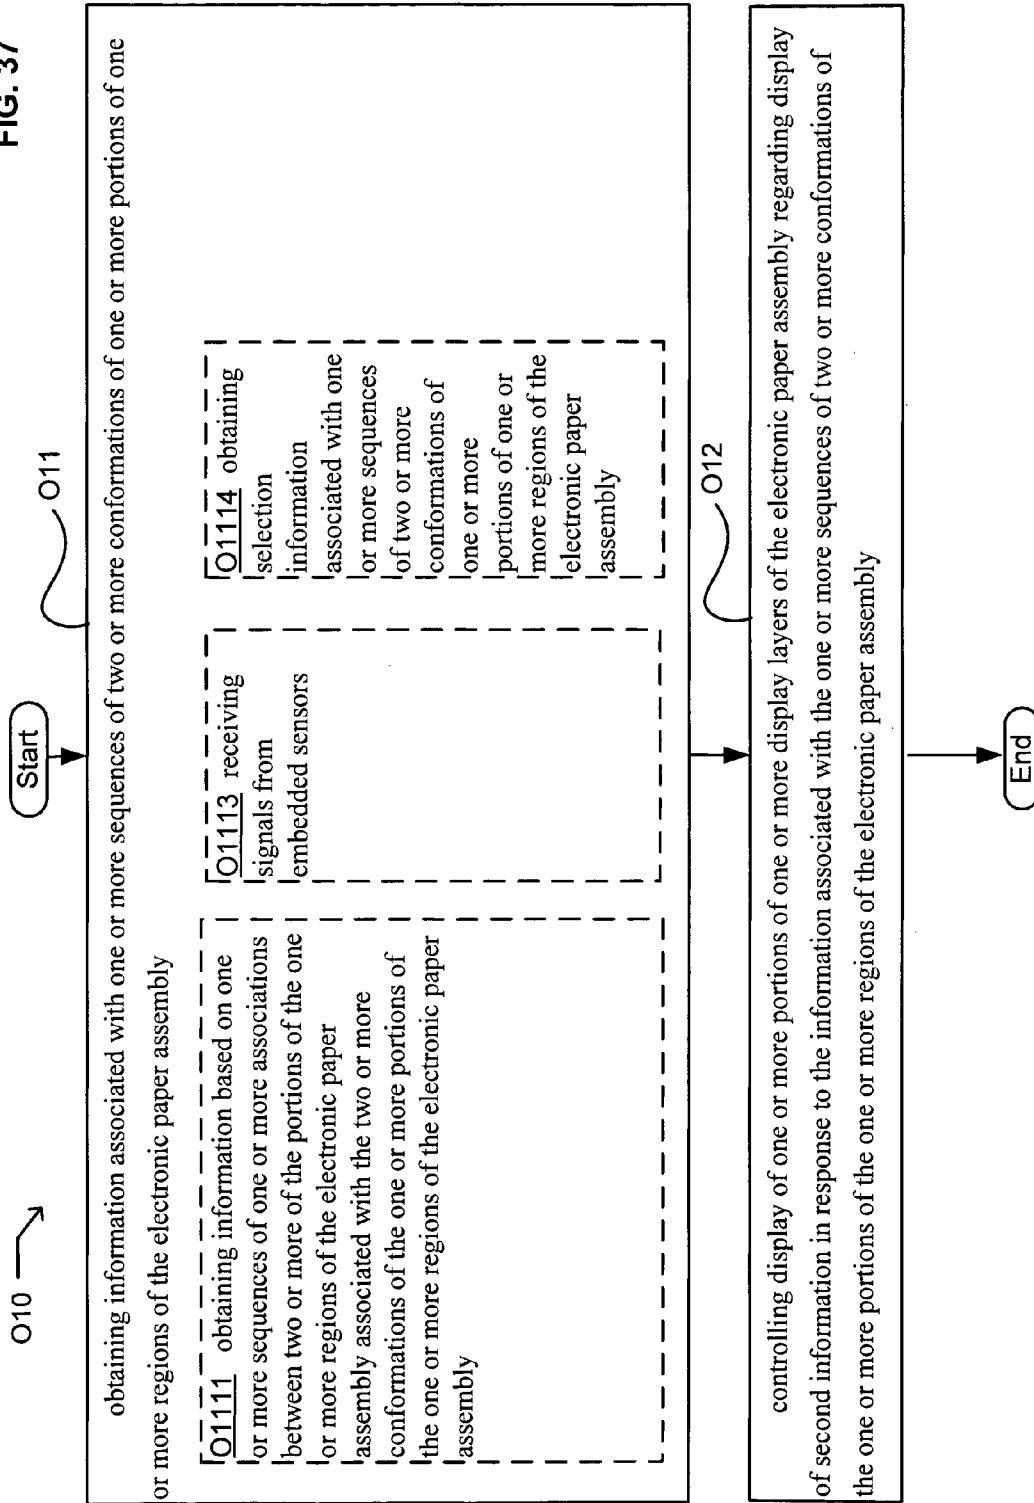 FIG. 37
O10
Start
O11
obtaining information associated with one or more sequences of two or more conformations of one or more portions of one
or more regions of the electronic paper assembly
O1111 obtaining information based on one
or more sequences of one or more associations
between two or more of the portions of the one
or more regions of the electronic paper
assembly associated with the two or more
conformations of the one or more portions of
the one or more regions of the electronic paper
assembly
O1113 receiving
signals from
embedded sensors
O1114 obtaining
selection
information
associated with one
or more sequences
of two or more
conformations of
one or more
portions of one or
more regions of the
electronic paper
assembly
O12
controlling display of one or more portions of one or more display layers of the electronic paper assembly regarding display
of second information in response to the information associated with the one or more sequences of two or more conformations of
the one or more portions of the one or more regions of the electronic paper assembly
End